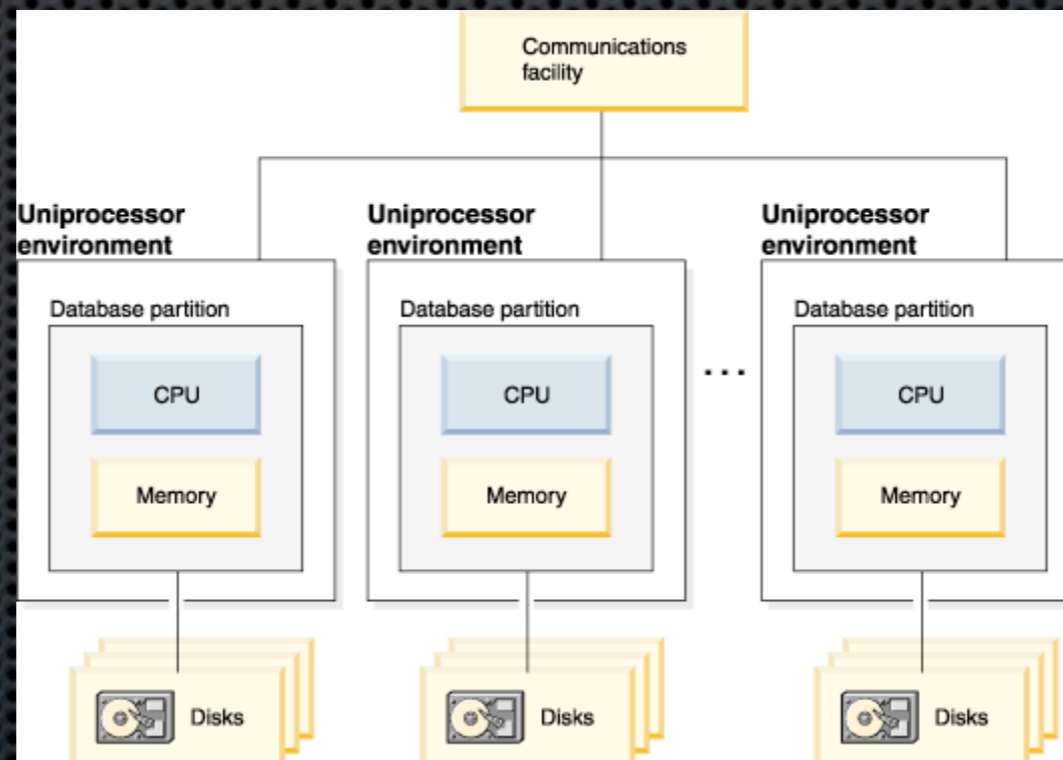 Communications
facility
Uniprocessor
environment
Uniprocessor
environment
Uniprocessor
environment
Database partition
Database partition
Database partition
CPU
CPU
...
CPU
Memory
Memory
Memory
Disks
Disks
Disks